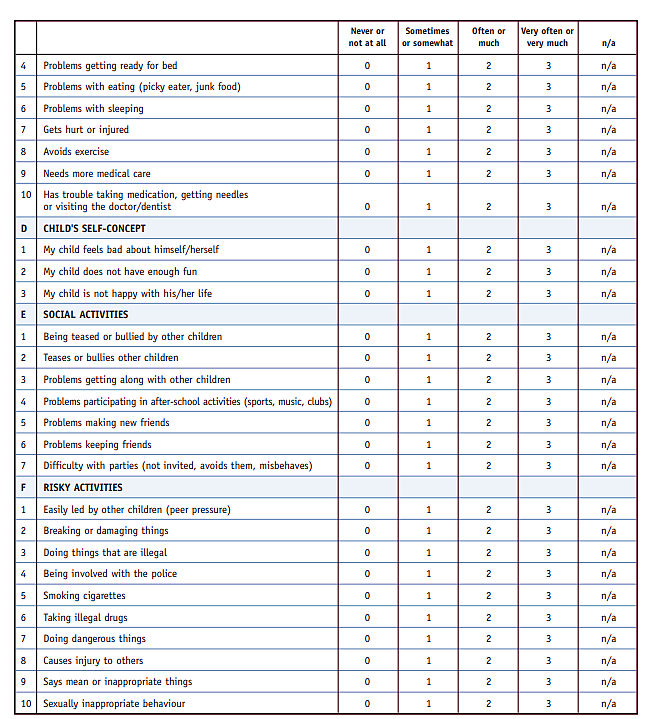 Never or not at all Sometimes or somewhat Often or much Very often or very much n/a
4 Problems getting ready for bed 0 1 2 3 n/a
5 Problems with eating (picky eater, junk food) 0 1 2 3 n/a
6 Problems with sleeping 0 1 2 3 n/a
7 Gets hurt or injured 0 1 2 3 n/a
8 Avoids exercise 0 1 2 3 n/a
9 Needs more medical care 0 1 2 3 n/a
10 Has trouble taking medication, getting needles
or visiting the doctor/dentist 0 1 2 3 n/a
D CHILD'S SELF-CONCEPT
1 My child feels bad about himself/herself 0 1 2 3 n/a
2 My child does not have enough fun 0 1 2 3 n/a
3 My child is not happy with his/her life 0 1 2 3 n/a
E SOCIAL ACTIVITIES
1 Being teased or bullied by other children 0 1 2 3 n/a
2 Teases or bullies other children 0 1 2 3 n/a
3 Problems getting along with other children 0 1 2 3 n/a
4 Problems participating in after-school activities (sports, music, clubs) 0 1 2 3 n/a
5 Problems making new friends 0 1 2 3 n/a
6 Problems keeping friends 0 1 2 3 n/a
7 Difficulty with parties (not invited, avoids them, misbehaves) 0 1 2 3 n/a
F RISKY ACTIVITIES
1 Easily led by other children (peer pressure) 0 1 2 3 n/a
2 Breaking or damaging things 0 1 2 3 n/a
3 Doing things that are illegal 0 1 2 3 n/a
4 Being involved with the police 0 1 2 3 n/a
5 Smoking cigarettes 0 1 2 3 n/a
6 Taking illegal drugs 0 1 2 3 n/a
7 Doing dangerous things 0 1 2 3 n/a
8 Causes injury to others 0 1 2 3 n/a
9 Says mean or inappropriate things 0 1 2 3 n/a
10 Sexually inappropriate behaviour 0 1 2 3 n/a